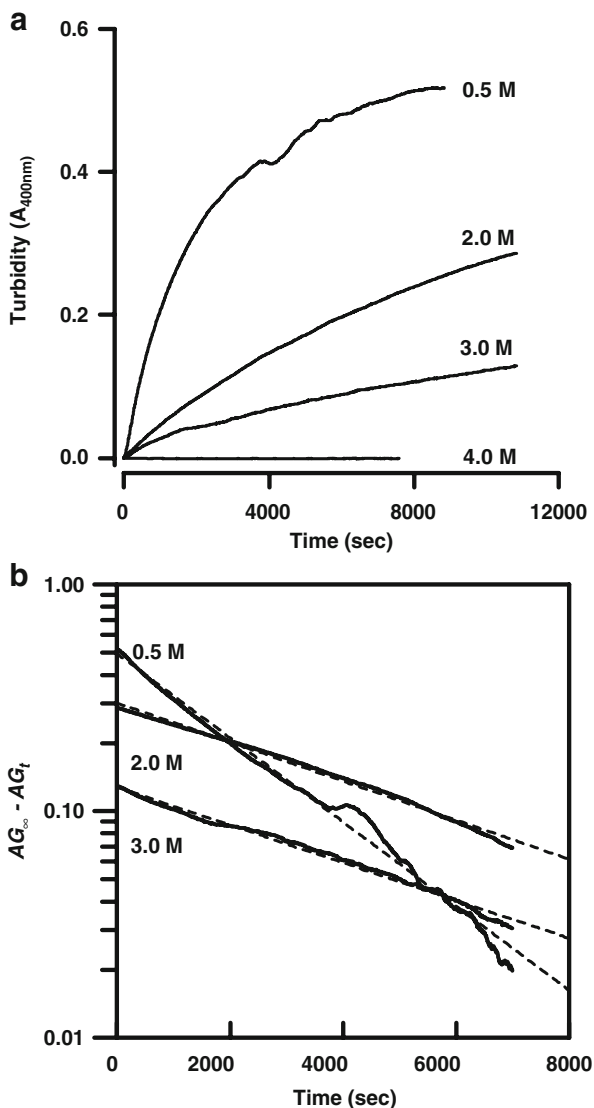 a
0.6
0.4
0.2
0.0
Turbidity (A400nm)
0.5 M
2.0 M
3.0 M
4.0 M
0 4000 8000 12000
Time (sec)
b
1.00
0.10
0.01
AG∞ - AGt
0.5 M
2.0 M
3.0 M
0 2000 4000 6000 8000
Time (sec)